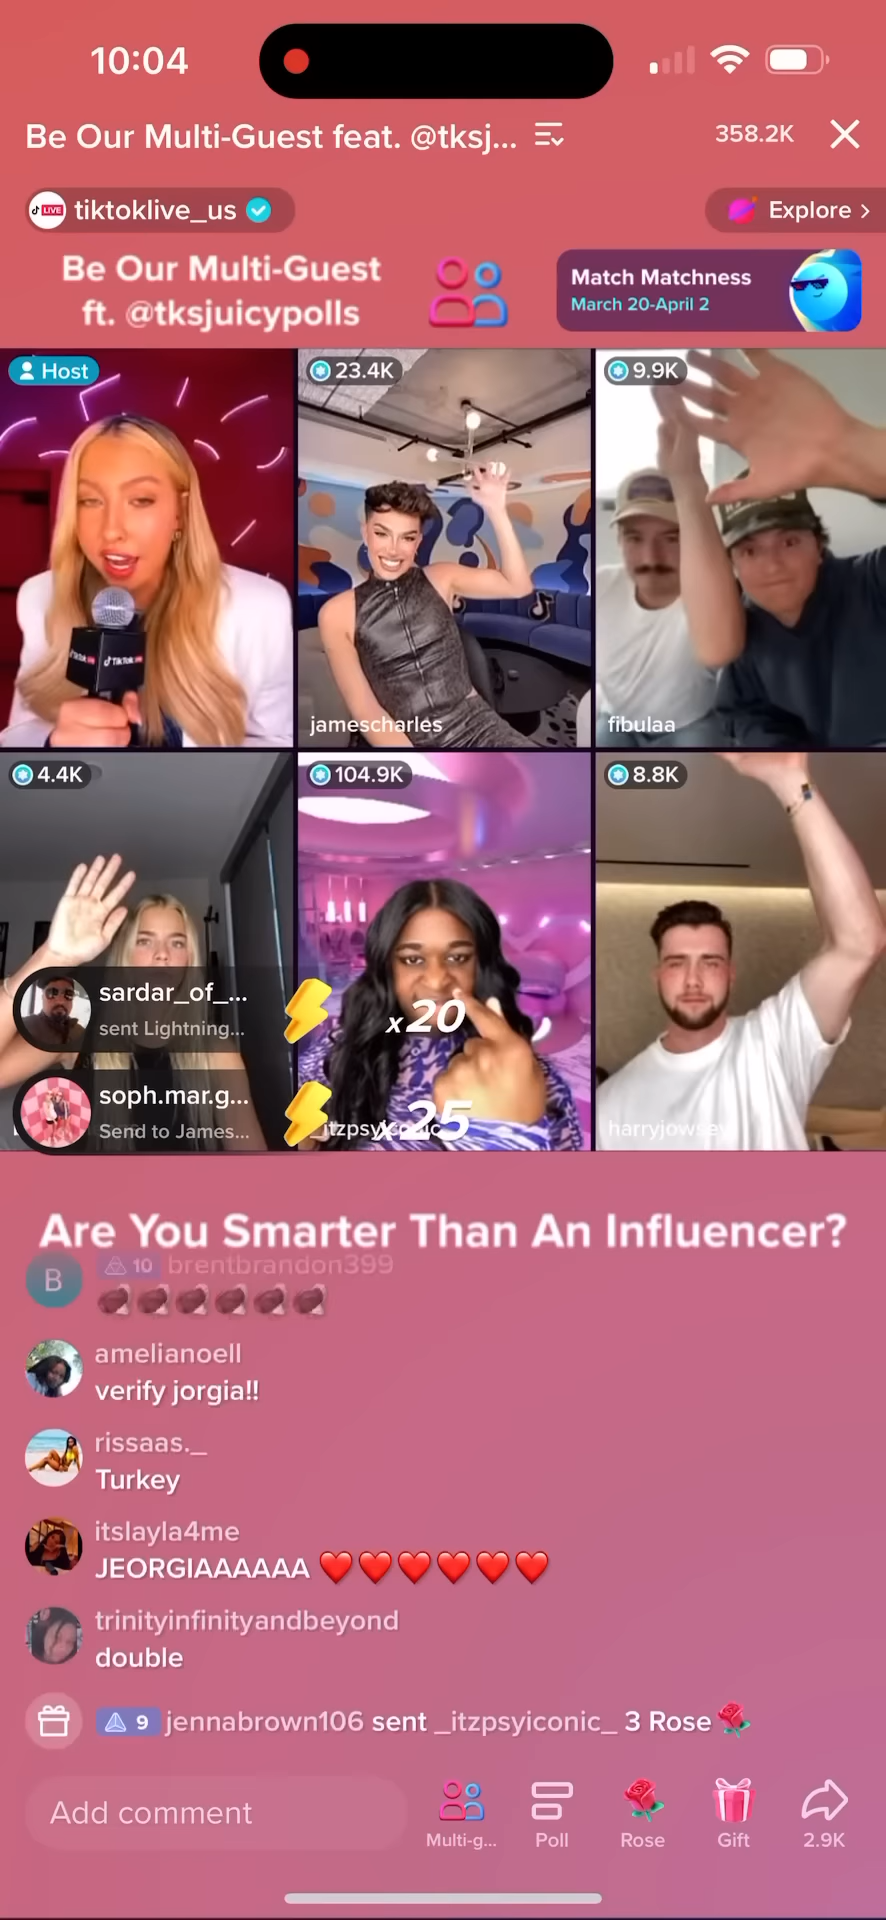 10:04
Be Our Multi-Guest feat. @tksj...
358.2K
LIVE
tiktoklive_us
Explore >
Be Our Multi-Guest
ft. @tksjuicypolls
Match Matchness
March 20-April 2
Host
23.4K
9.9K
TikTok
jamescharles
fibulaa
4.4K
104.9K
8.8K
sardar_of_...
sent Lightning...
x20
soph.mar.g...
Send to James...
x25
_itzpsyiconic_
harryjowsey
Are You Smarter Than An Influencer?
B
10 brentbrandon399
amelianoell
verify jorgia!!
rissaas._
Turkey
itslayla4me
JEORGIAAAAAA ❤️❤️❤️❤️❤️❤️
trinityinfinityandbeyond
double
9 jennabrown106 sent _itzpsyiconic_ 3 Rose 🌹
Add comment
Multi-g...
Poll
Rose
Gift
2.9K